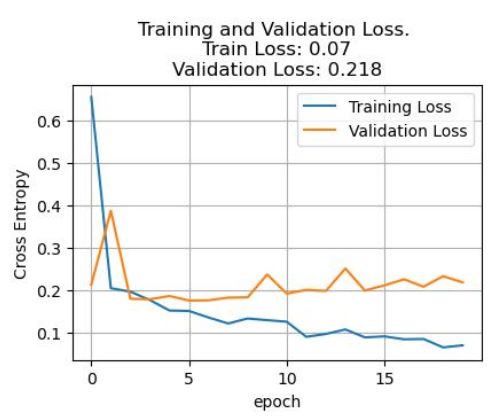 Training and Validation Loss.
Train Loss: 0.07
Validation Loss: 0.218
Training Loss
Validation Loss
Cross Entropy
0.6
0.5
0.4
0.3
0.2
0.1
0
5
10
15
epoch